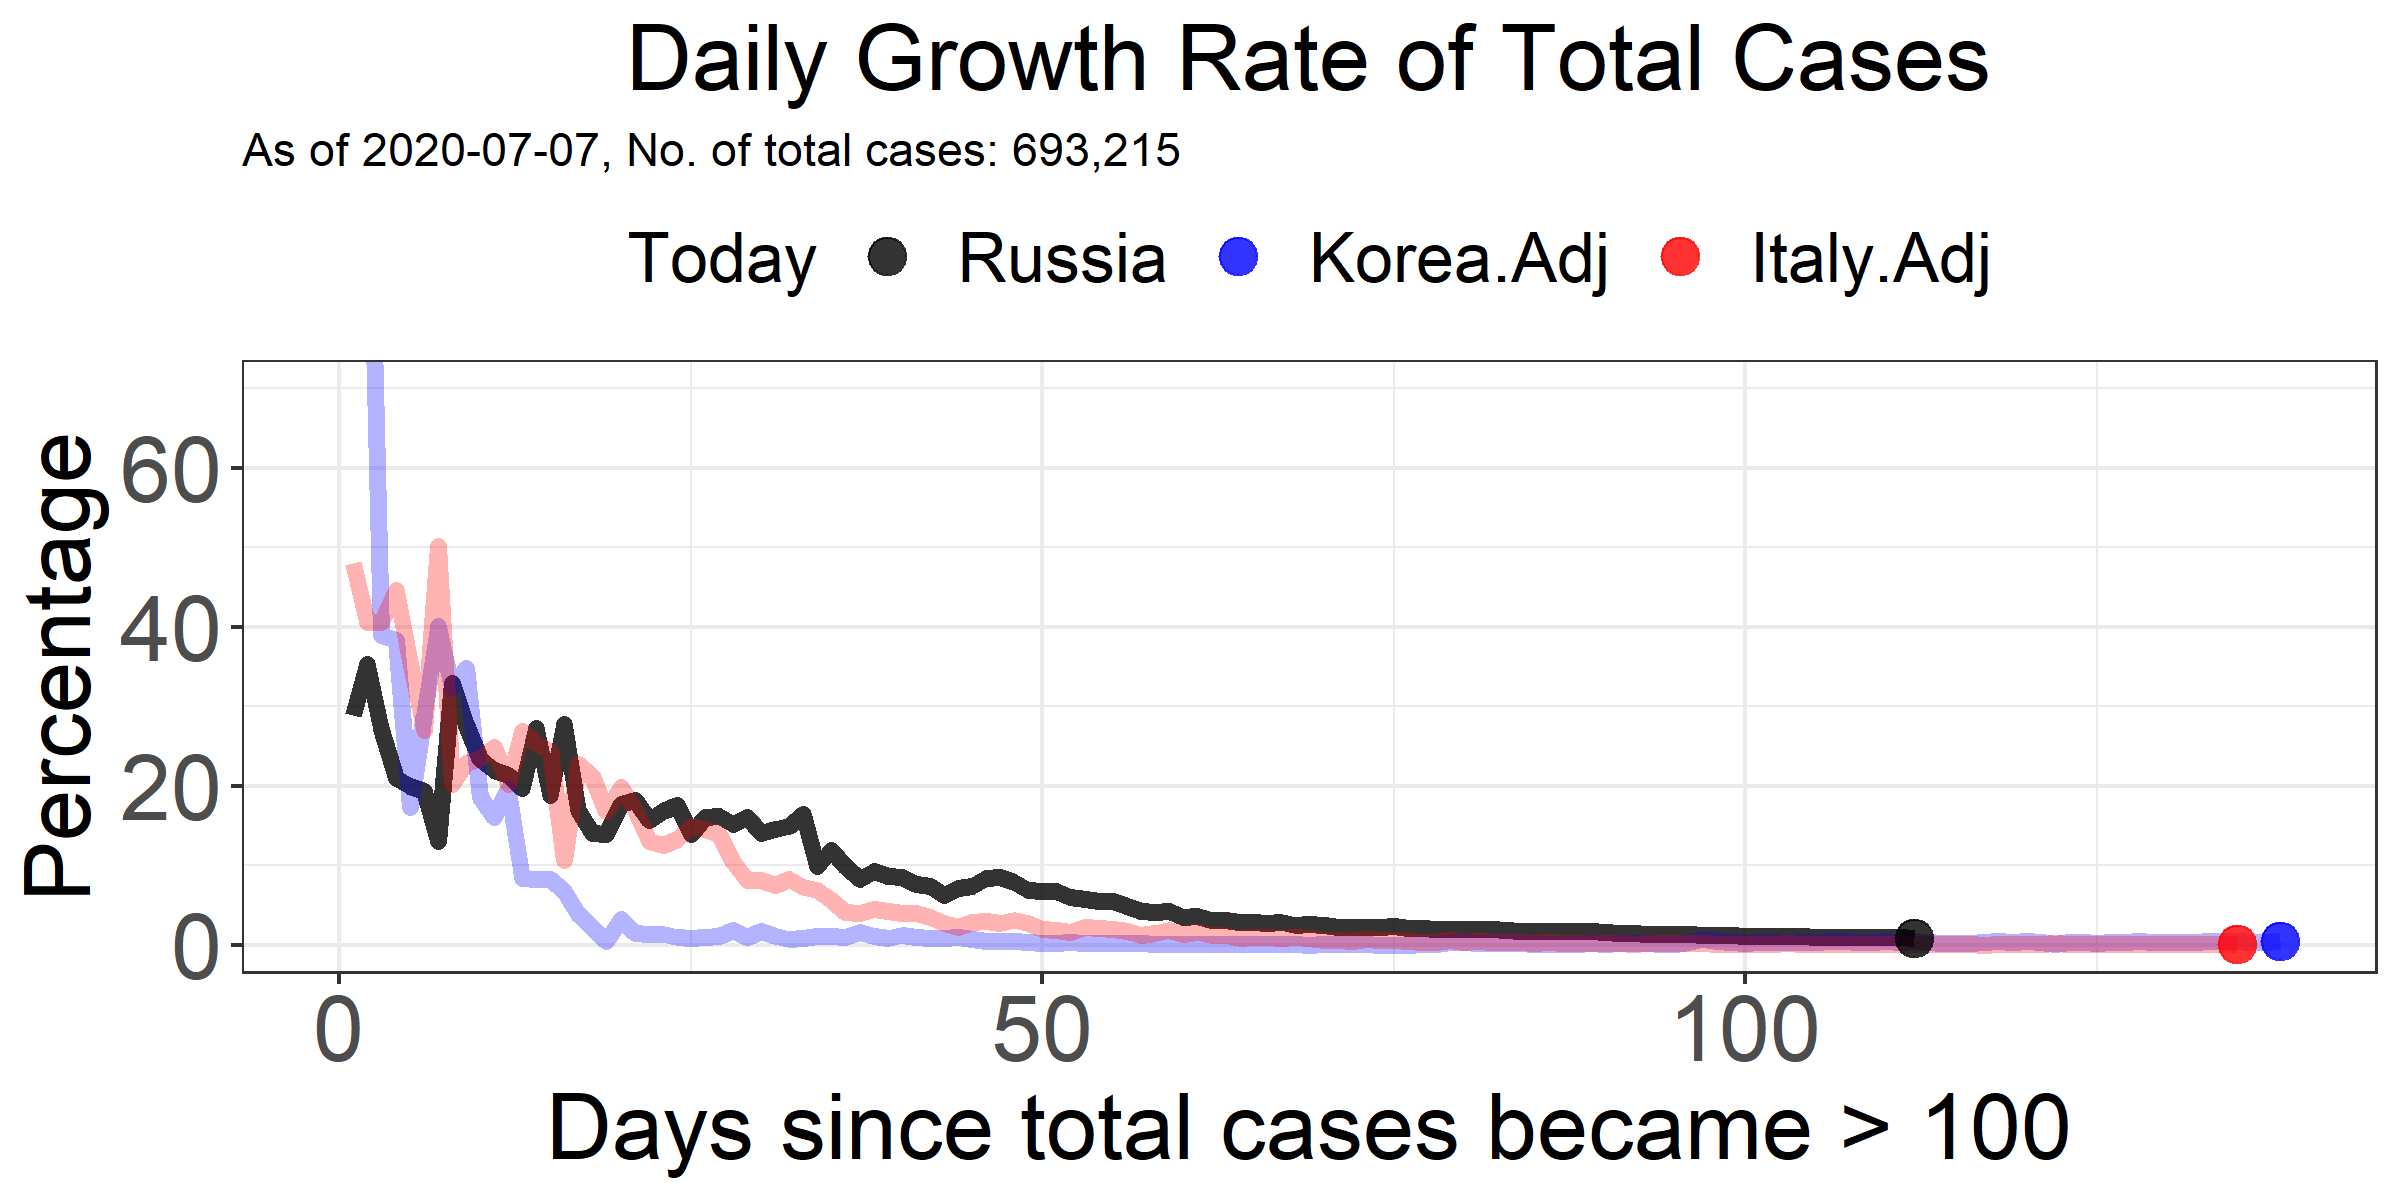 Daily Growth Rate of Total Cases
As of 2020-07-07, No. of total cases: 693,215
Today Russia Korea.Adj Italy.Adj
Percentage
60
40
20
0
0 50 100
Days since total cases became > 100